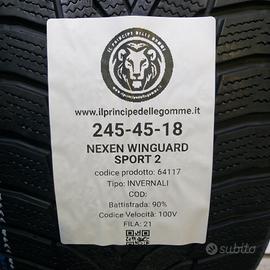 IL PRINCIPE DELLE GOMME
www.ilprincipedellegomme.it
245-45-18
NEXEN WINGUARD
SPORT 2
codice prodotto: 64117
Tipo: INVERNALI
COD:
Battistrada: 90%
Codice Velocità: 100V
FILA: 21
subito